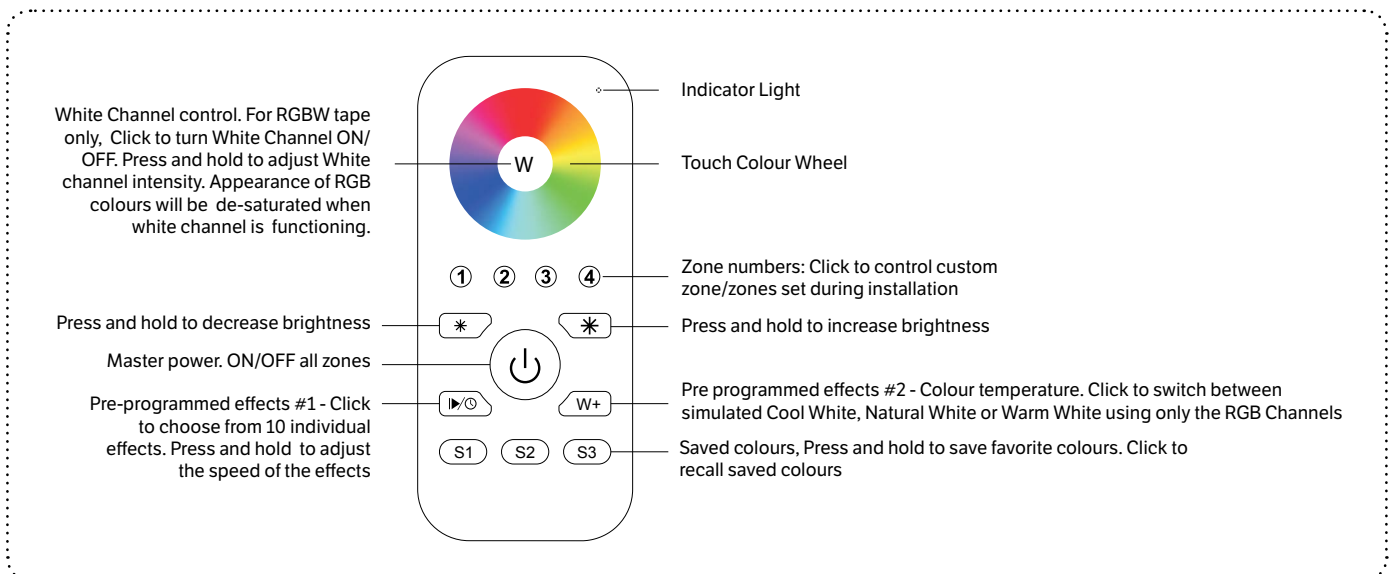 White Channel control. For RGBW tape
only, Click to turn White Channel ON/
OFF. Press and hold to adjust White
channel intensity. Appearance of RGB
colours will be de-saturated when
white channel is functioning.
Press and hold to decrease brightness
Master power. ON/OFF all zones
Pre-programmed effects #1 - Click
to choose from 10 individual
effects. Press and hold to adjust
the speed of the effects
W
1 2 3 4
W+
S1 S2 S3
Indicator Light
Touch Colour Wheel
Zone numbers: Click to control custom
zone/zones set during installation
Press and hold to increase brightness
Pre programmed effects #2 - Colour temperature. Click to switch between
simulated Cool White, Natural White or Warm White using only the RGB Channels
Saved colours, Press and hold to save favorite colours. Click to
recall saved colours